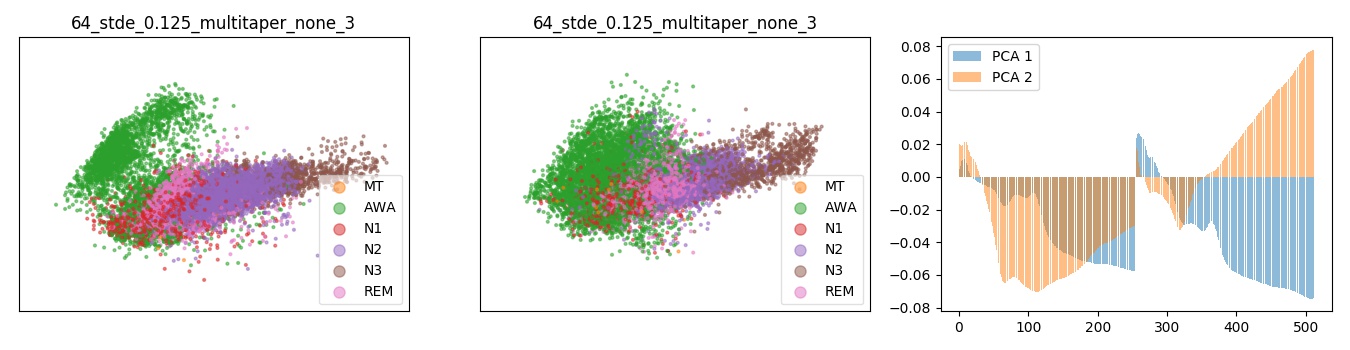 64_stde_0.125_multitaper_none_3
MT
AWA
N1
N2
N3
REM
64_stde_0.125_multitaper_none_3
MT
AWA
N1
N2
N3
REM
PCA 1
PCA 2
0.08
0.06
0.04
0.02
0.00
−0.02
−0.04
−0.06
−0.08
0 100 200 300 400 500